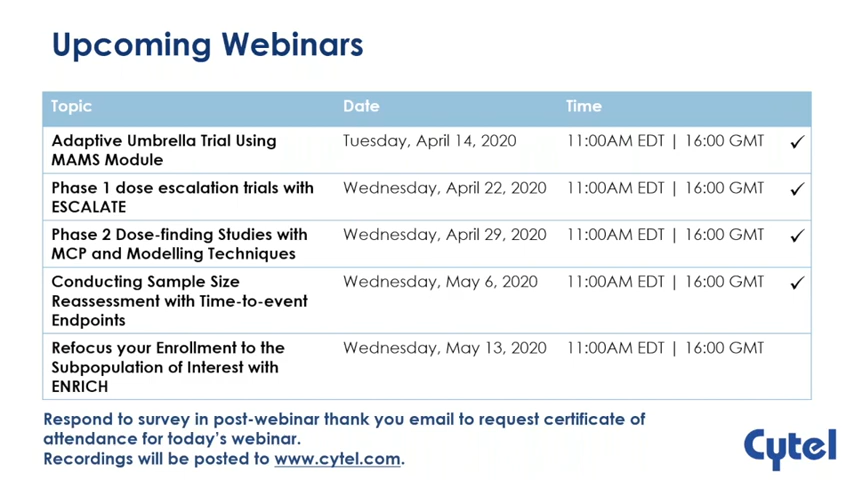 Upcoming Webinars
Topic Date Time
Adaptive Umbrella Trial Using Tuesday, April 14, 2020 11:00AM EDT | 16:00 GMT ✓
MAMS Module
Phase 1 dose escalation trials with Wednesday, April 22, 2020 11:00AM EDT | 16:00 GMT ✓
ESCALATE
Phase 2 Dose-finding Studies with Wednesday, April 29, 2020 11:00AM EDT | 16:00 GMT ✓
MCP and Modelling Techniques
Conducting Sample Size Wednesday, May 6, 2020 11:00AM EDT | 16:00 GMT ✓
Reassessment with Time-to-event
Endpoints
Refocus your Enrollment to the Wednesday, May 13, 2020 11:00AM EDT | 16:00 GMT
Subpopulation of Interest with
ENRICH
Respond to survey in post-webinar thank you email to request certificate of
attendance for today's webinar.
Recordings will be posted to www.cytel.com.
Cytel